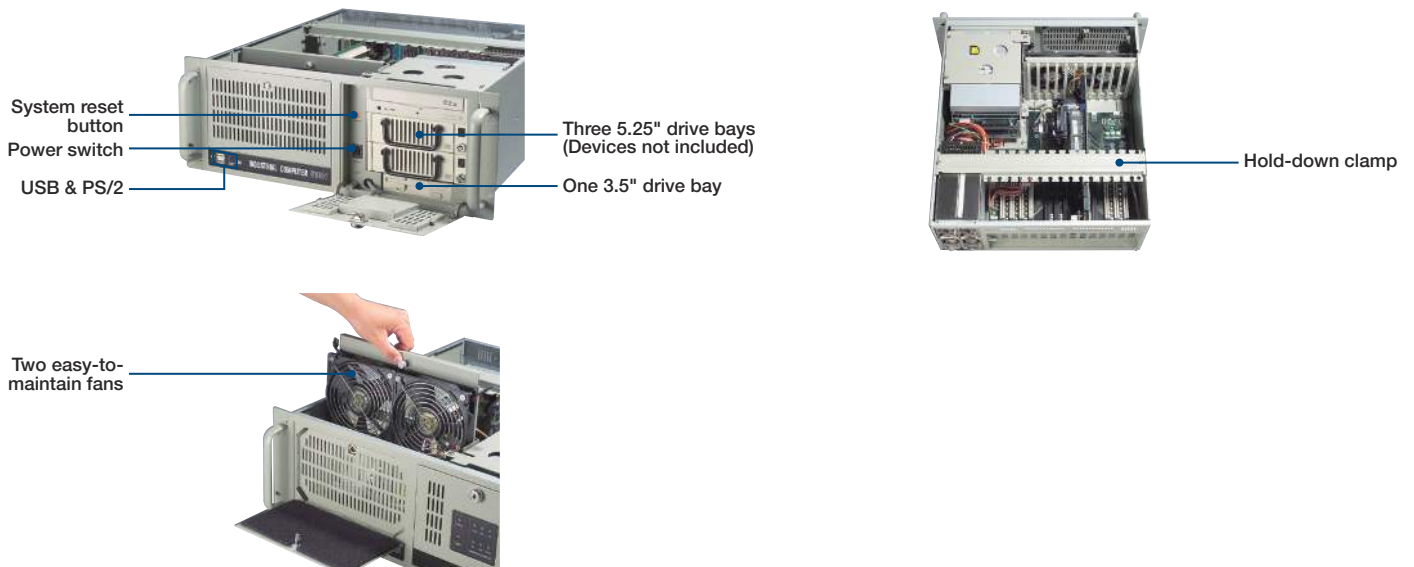 System reset
button
Power switch
USB & PS/2
Three 5.25" drive bays
(Devices not included)
One 3.5" drive bay
INDUSTRIAL COMPUTER
Hold-down clamp
Two easy-to-
maintain fans